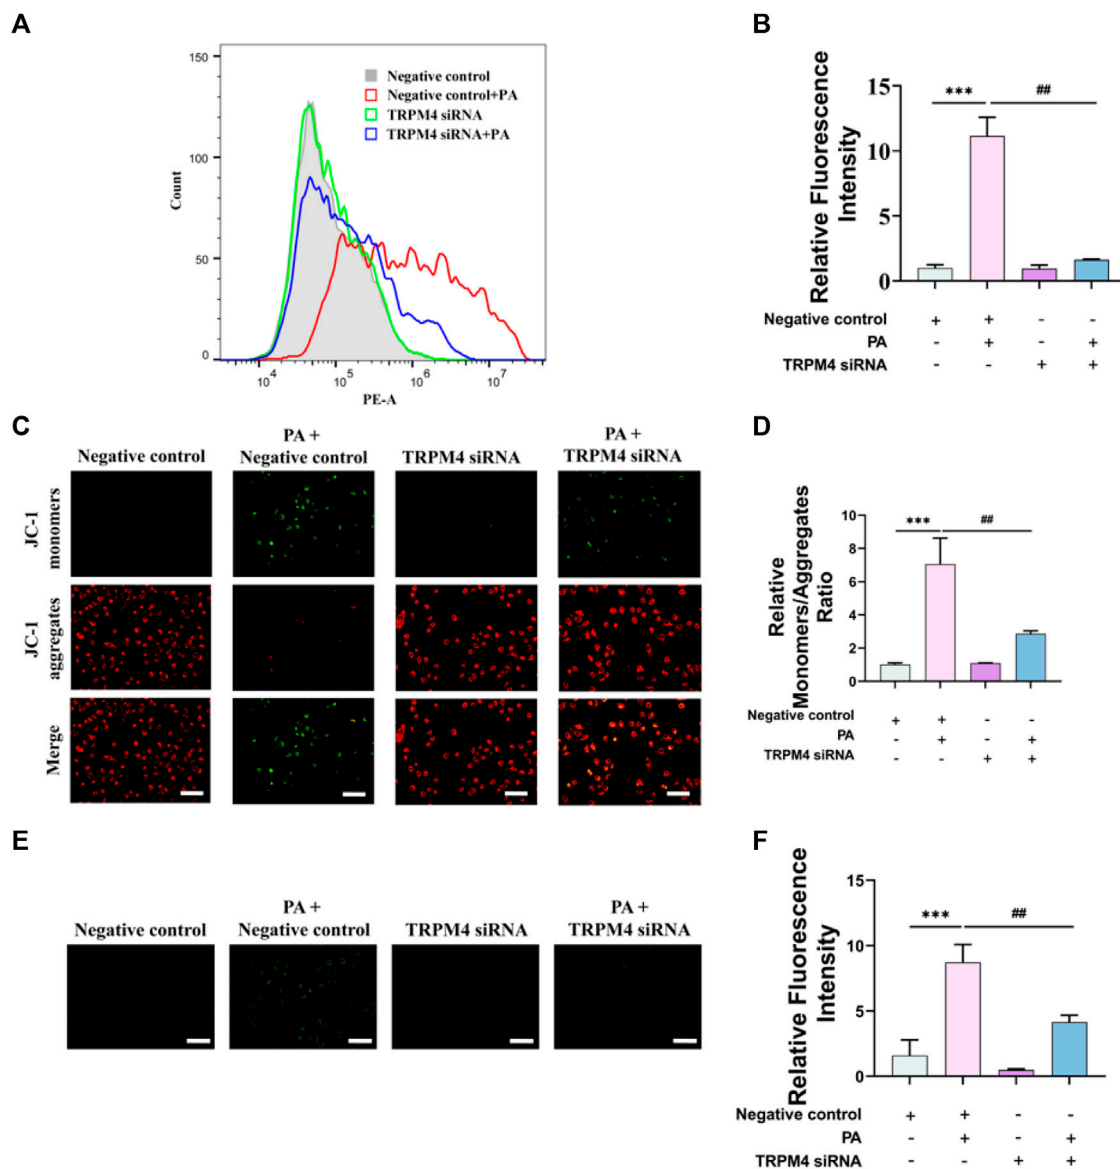 A
150
100
50
0
Count
10^4 10^5 10^6 10^7
PE-A
Negative control
Negative control+PA
TRPM4 siRNA
TRPM4 siRNA+PA
B
Relative Fluorescence
Intensity
15
10
5
0
*** ##
Negative control + + - -
PA - + - +
TRPM4 siRNA - - + +
C
Negative control
PA +
Negative control
TRPM4 siRNA
PA +
TRPM4 siRNA
JC-1
monomers
JC-1
aggregates
Merge
D
Relative
Monomers/Aggregates
Ratio
10
8
6
4
2
0
*** ##
Negative control + + - -
PA - + - +
TRPM4 siRNA - - + +
E
Negative control
PA +
Negative control
TRPM4 siRNA
PA +
TRPM4 siRNA
F
Relative Fluorescence
Intensity
15
10
5
0
*** ##
Negative control + + - -
PA - + - +
TRPM4 siRNA - - + +